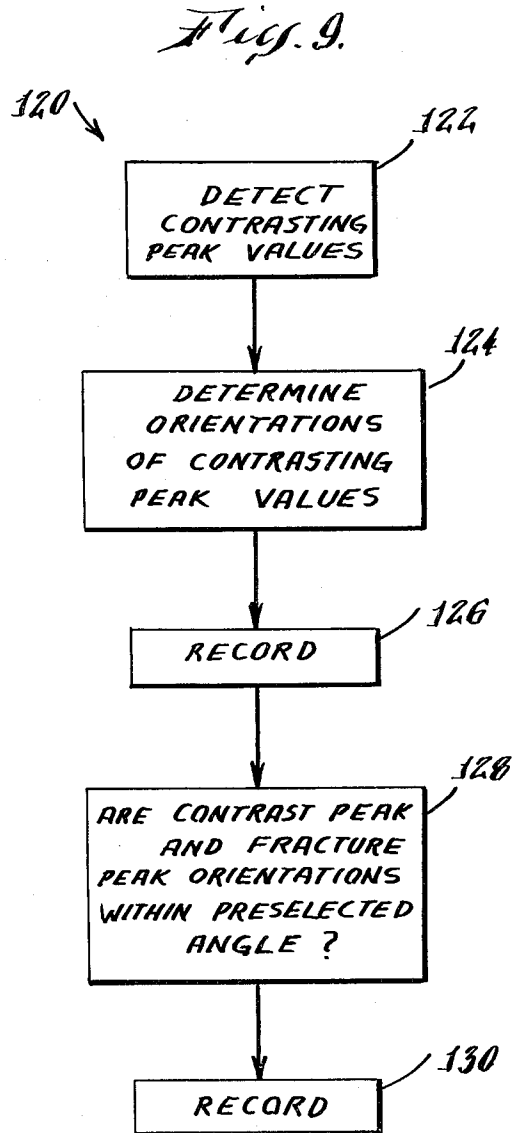 Fig. 9.
120
122
DETECT
CONTRASTING
PEAK VALUES
124
DETERMINE
ORIENTATIONS
OF CONTRASTING
PEAK VALUES
126
RECORD
128
ARE CONTRAST PEAK
AND FRACTURE
PEAK ORIENTATIONS
WITHIN PRESELECTED
ANGLE ?
130
RECORD